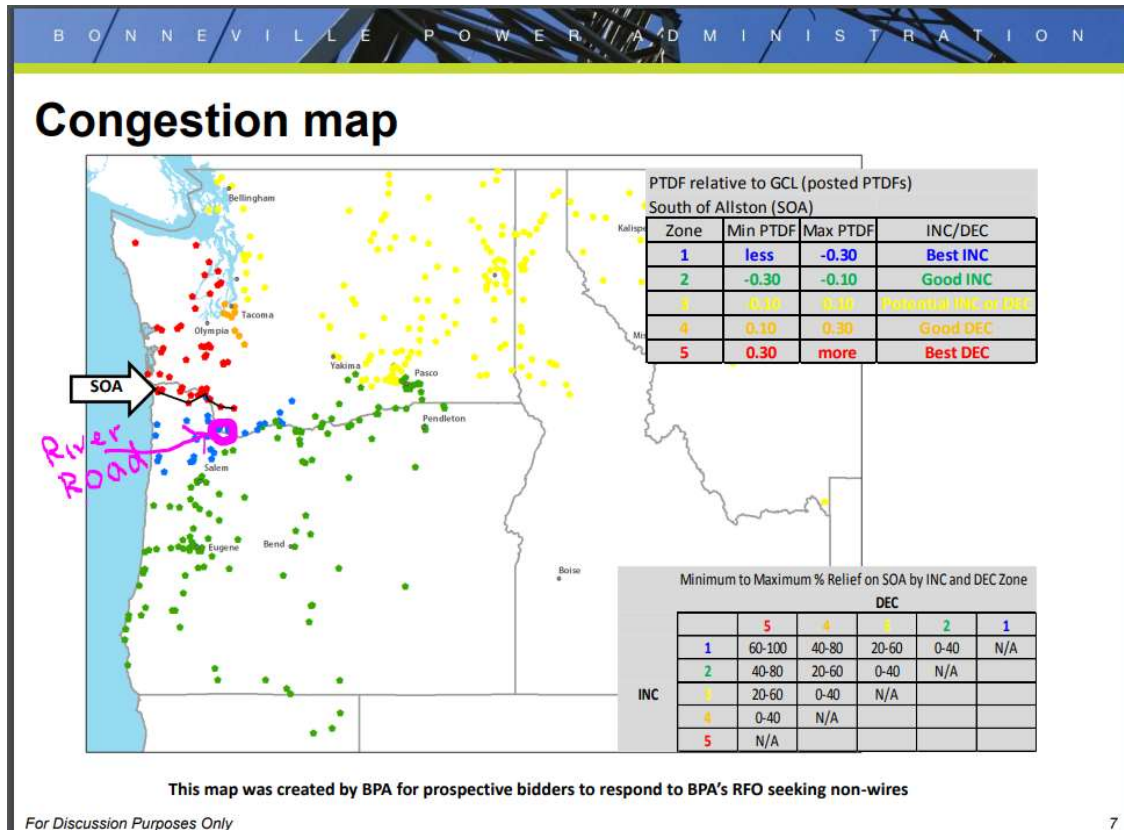 BONNEVILLE POWER ADMINISTRATION
Congestion map
Bellingham
Tacoma
Olympia
Yakima
Pasco
Pendleton
SOA
River
Road
Salem
Eugene
Bend
Boise
Kalispe
Mis
PTDF relative to GCL (posted PTDFs)
South of Allston (SOA)
Zone Min PTDF Max PTDF INC/DEC
1 less -0.30 Best INC
2 -0.30 -0.10 Good INC
3 -0.10 0.10 Potential INC or DEC
4 0.10 0.30 Good DEC
5 0.30 more Best DEC
Minimum to Maximum % Relief on SOA by INC and DEC Zone
DEC
5 4 3 2 1
1 60-100 40-80 20-60 0-40 N/A
2 40-80 20-60 0-40 N/A
INC 3 20-60 0-40 N/A
4 0-40 N/A
5 N/A
This map was created by BPA for prospective bidders to respond to BPA's RFO seeking non-wires
For Discussion Purposes Only
7